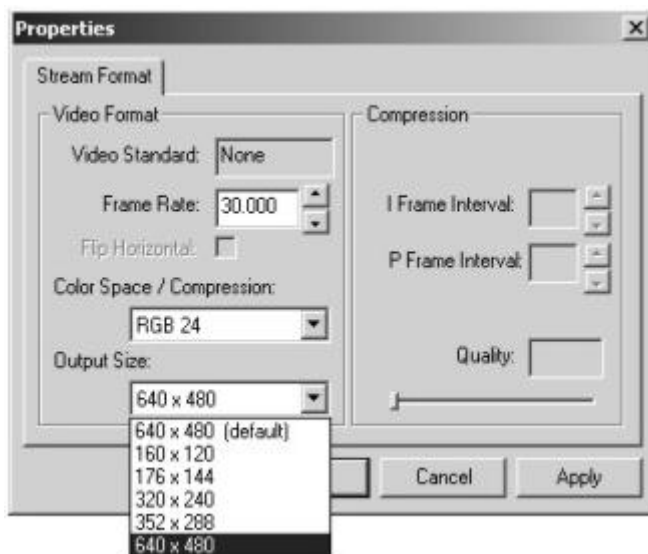 Properties
Stream Format
Video Format
Video Standard: None
Frame Rate: 30.000
Flip Horizontal:
Color Space / Compression:
RGB 24
Output Size:
640 x 480
640 x 480 (default)
160 x 120
176 x 144
320 x 240
352 x 288
640 x 480
Compression
I Frame Interval:
P Frame Interval:
Quality:
Cancel
Apply